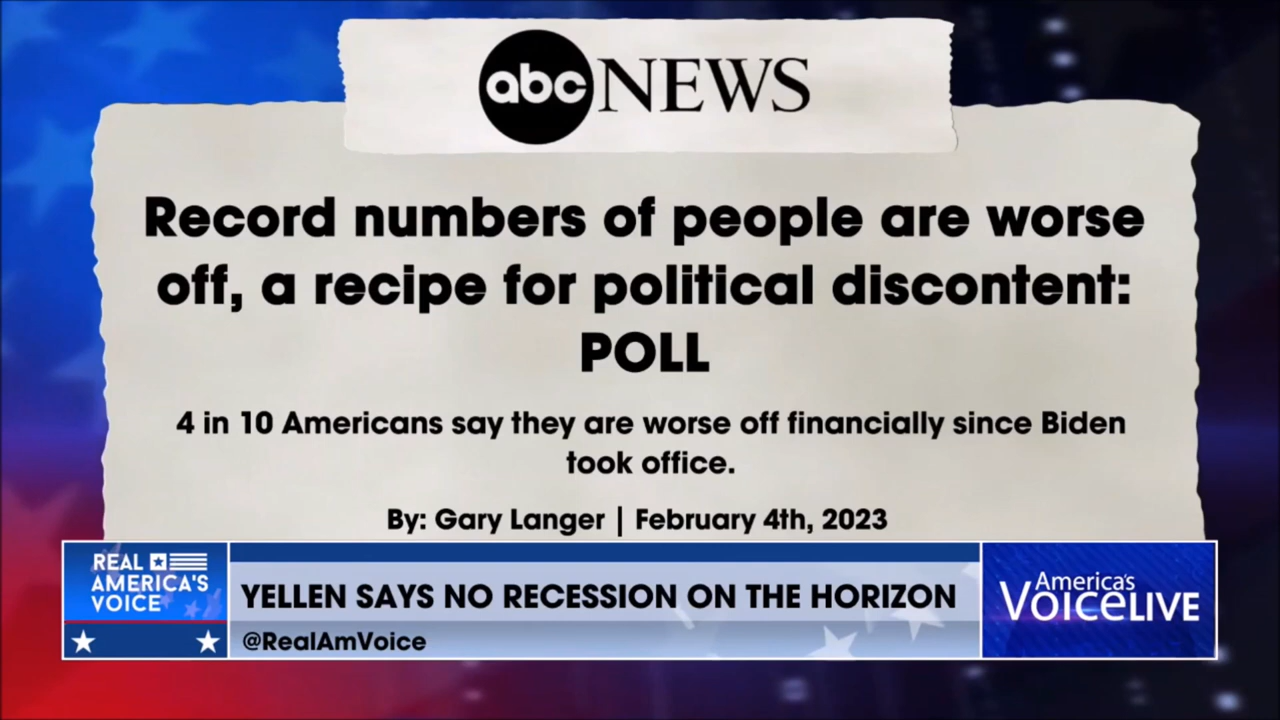 abc NEWS
Record numbers of people are worse
off, a recipe for political discontent:
POLL
4 in 10 Americans say they are worse off financially since Biden
took office.
By: Gary Langer | February 4th, 2023
REAL
AMERICA'S
VOICE
YELLEN SAYS NO RECESSION ON THE HORIZON
@RealAmVoice
America's
VOICE LIVE